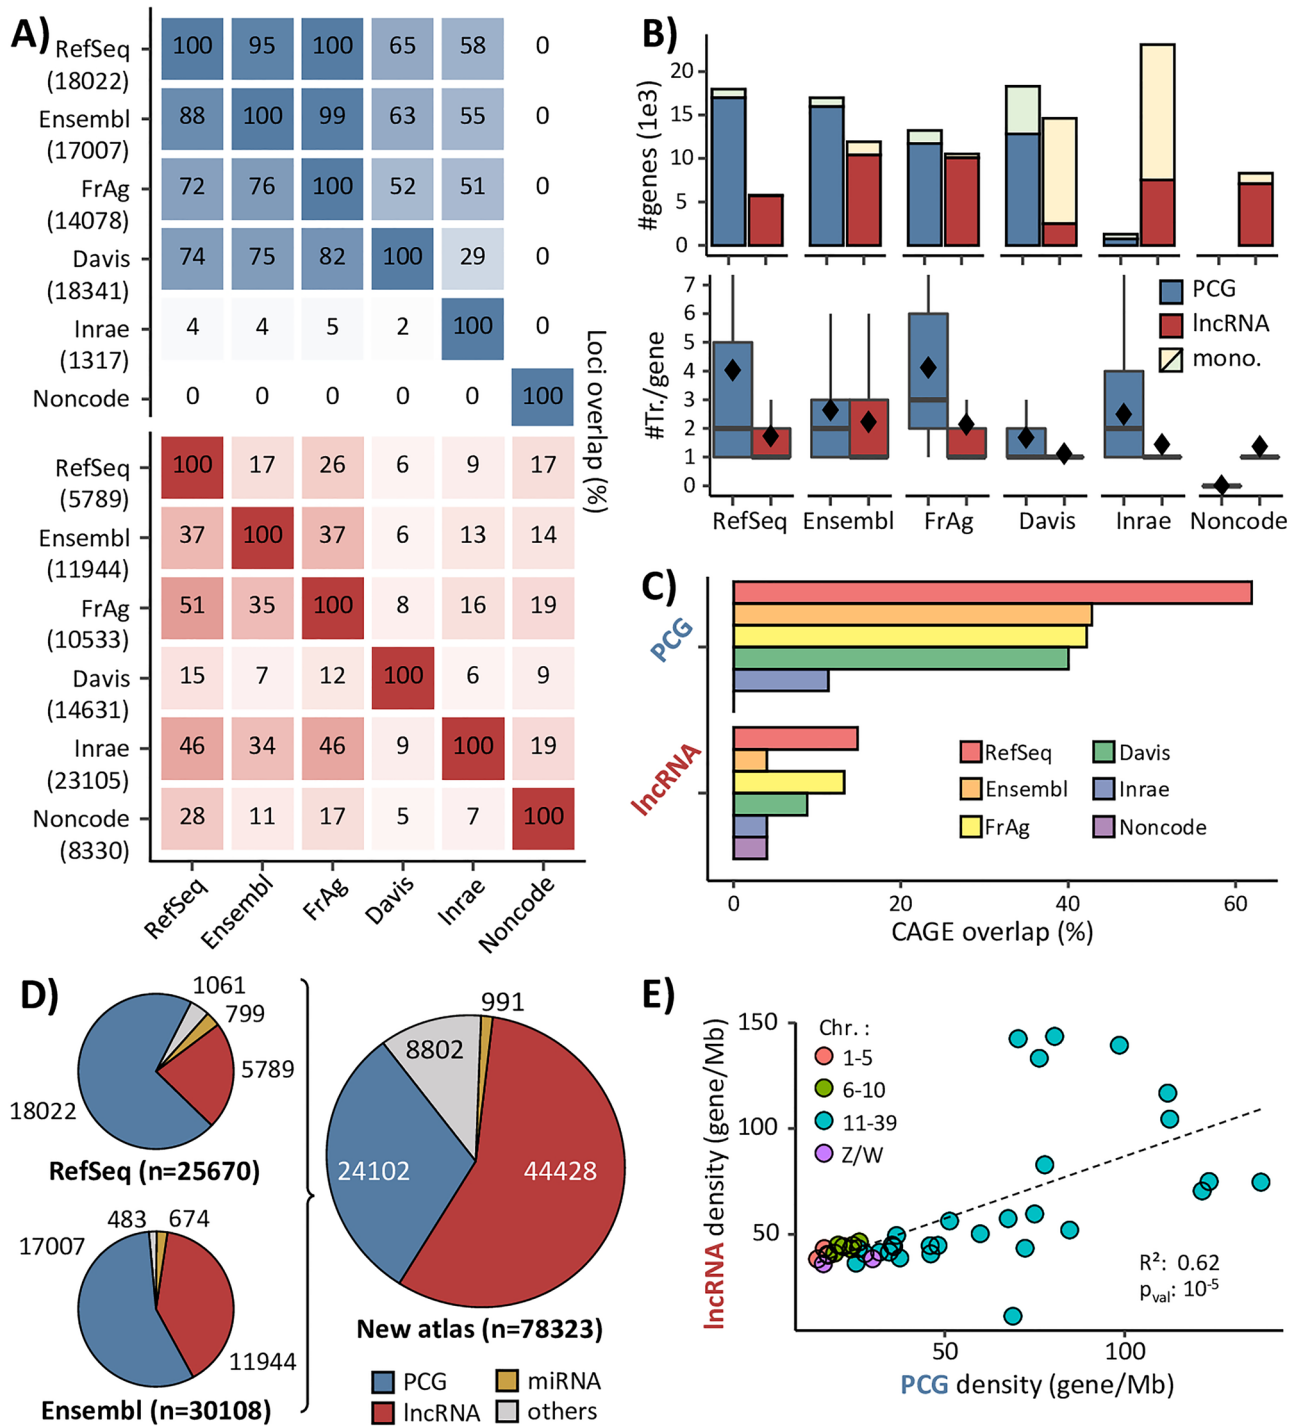 A)
RefSeq 100 95 100 65 58 0
(18022)
Ensembl 88 100 99 63 55 0
(17007)
FrAg 72 76 100 52 51 0
(14078)
Davis 74 75 82 100 29 0
(18341)
Inrae 4 4 5 2 100 0
(1317)
Noncode 0 0 0 0 0 100
RefSeq 100 17 26 6 9 17
(5789)
Ensembl 37 100 37 6 13 14
(11944)
FrAg 51 35 100 8 16 19
(10533)
Davis 15 7 12 100 6 9
(14631)
Inrae 46 34 46 9 100 19
(23105)
Noncode 28 11 17 5 7 100
(8330)
RefSeq Ensembl FrAg Davis Inrae Noncode
Loci overlap (%)
B)
#genes (1e3)
20
15
10
5
0
#Tr./gene
7
6
5
4
3
2
1
0
PCG
lncRNA
mono.
RefSeq Ensembl FrAg Davis Inrae Noncode
C)
PCG
lncRNA
RefSeq Davis
Ensembl Inrae
FrAg Noncode
0 20 40 60
CAGE overlap (%)
D)
1061
799
5789
18022
RefSeq (n=25670)
483 674
17007
11944
Ensembl (n=30108)
991
8802
24102 44428
New atlas (n=78323)
PCG miRNA
lncRNA others
E)
lncRNA density (gene/Mb)
150
100
50
Chr. :
1-5
6-10
11-39
Z/W
R²: 0.62
pval: 10⁻⁵
50 100
PCG density (gene/Mb)